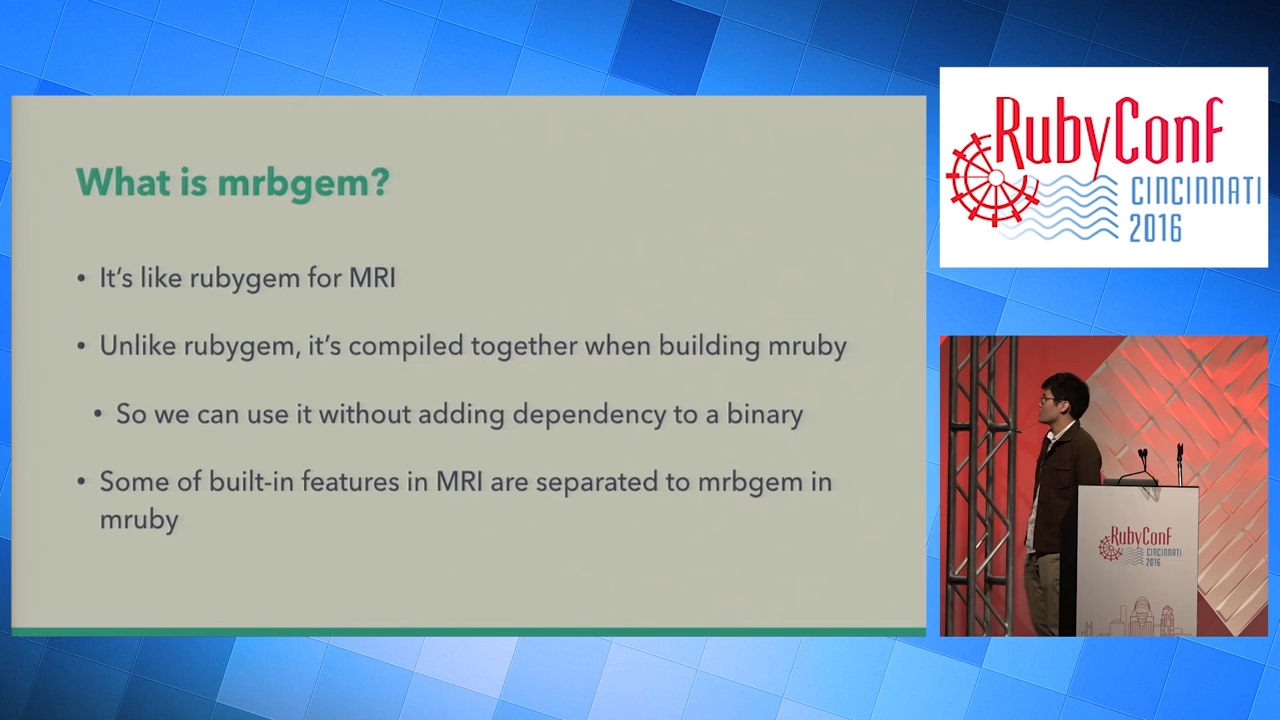 What is mrbgem?
• It's like rubygem for MRI
• Unlike rubygem, it's compiled together when building mruby
• So we can use it without adding dependency to a binary
• Some of built-in features in MRI are separated to mrbgem in
mruby
RubyConf
CINCINNATI
2016
RubyConf
CINCINNATI
2016